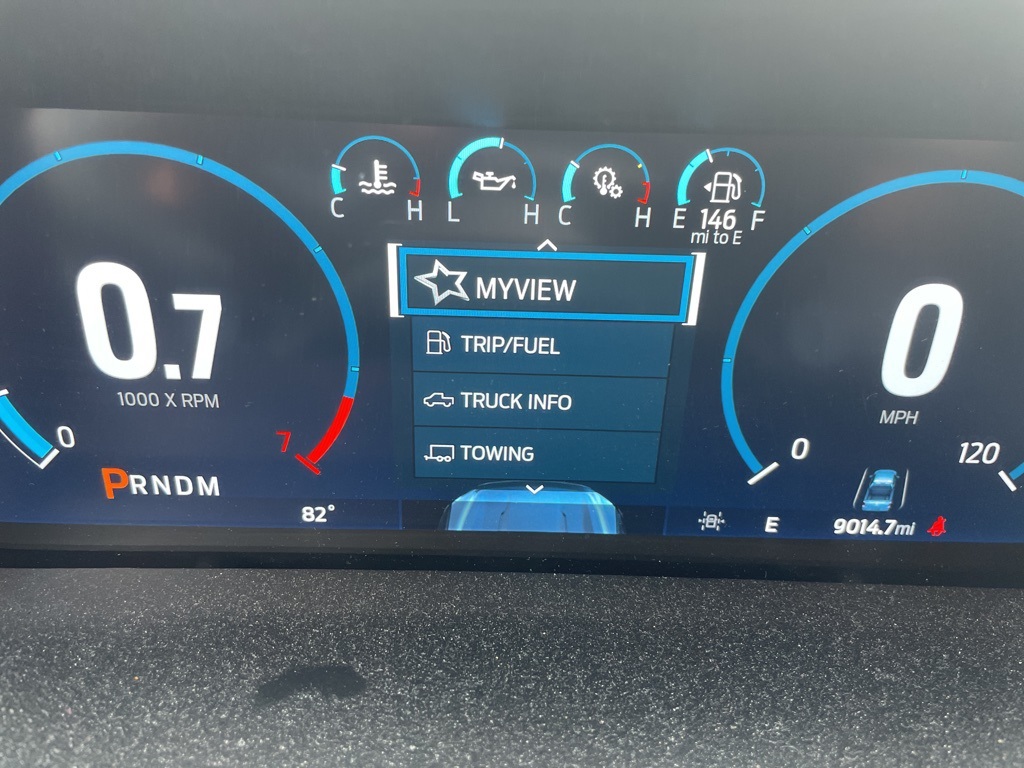 C H L H C H E 146 F
mi to E
MYVIEW
TRIP/FUEL
TRUCK INFO
TOWING
0.7
1000 X RPM
0
7
PRNDM
82°
0
MPH
0
120
E
9014.7mi